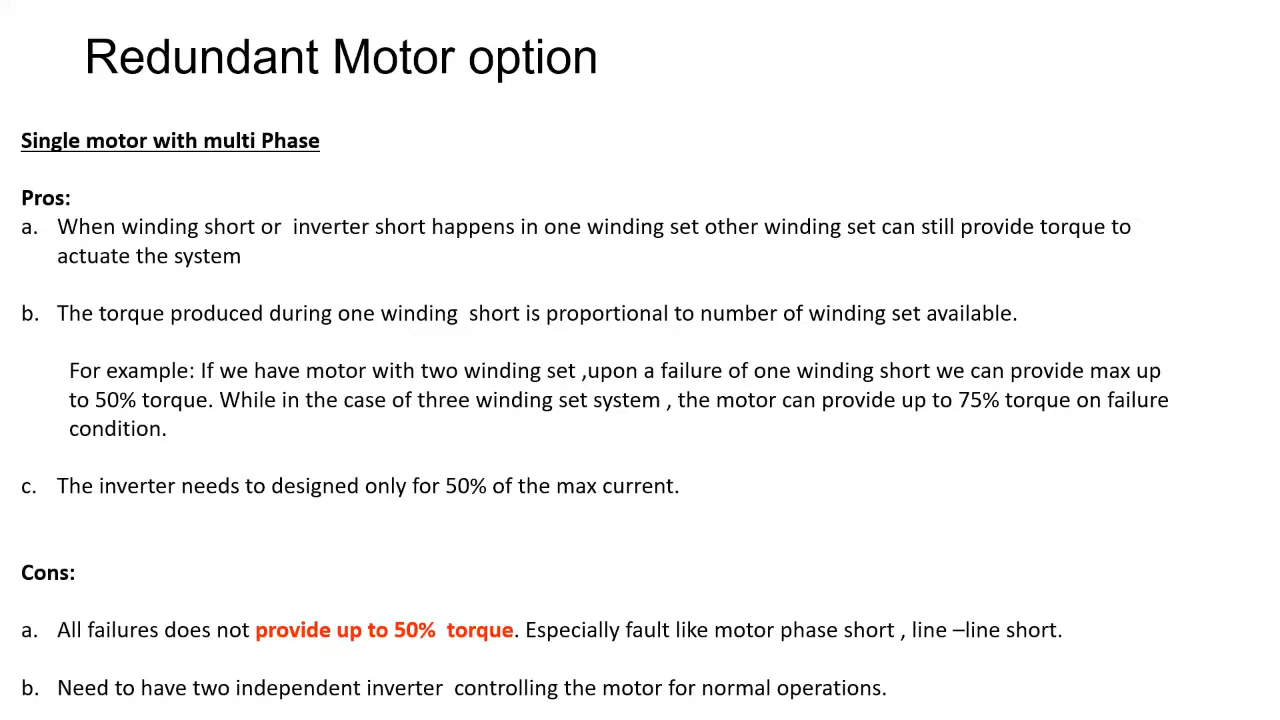 Redundant Motor option
Single motor with multi Phase
Pros:
a. When winding short or inverter short happens in one winding set other winding set can still provide torque to
actuate the system
b. The torque produced during one winding short is proportional to number of winding set available.
For example: If we have motor with two winding set ,upon a failure of one winding short we can provide max up
to 50% torque. While in the case of three winding set system , the motor can provide up to 75% torque on failure
condition.
c. The inverter needs to designed only for 50% of the max current.
Cons:
a. All failures does not provide up to 50% torque. Especially fault like motor phase short , line –line short.
b. Need to have two independent inverter controlling the motor for normal operations.